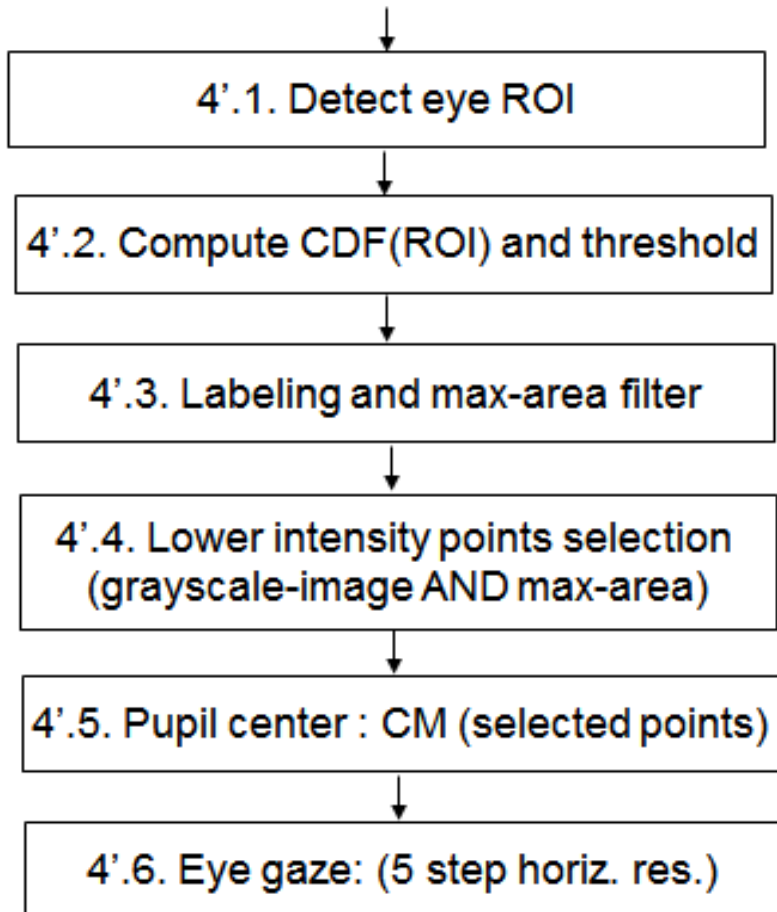 4’.1. Detect eye ROI
4’.2. Compute CDF(ROI) and threshold
4’.3. Labeling and max-area filter
4’.4. Lower intensity points selection
(grayscale-image AND max-area)
4’.5. Pupil center : CM (selected points)
4’.6. Eye gaze: (5 step horiz. res.)